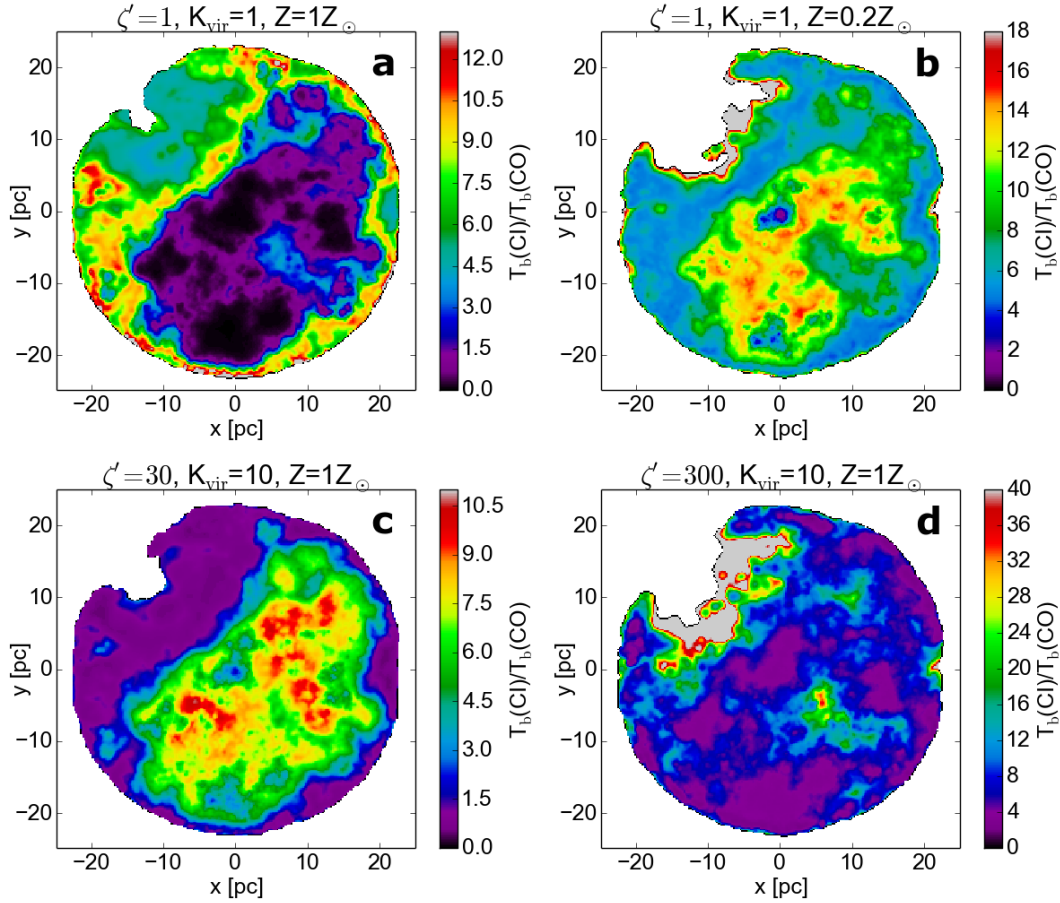 ζ′=1, K_vir=1, Z=1Z_⊙
a
20
10
0
−10
−20
y [pc]
−20 −10 0 10 20
x [pc]
12.0
10.5
9.0
7.5
6.0
4.5
3.0
1.5
0.0
T_b(CI)/T_b(CO)
ζ′=1, K_vir=1, Z=0.2Z_⊙
b
20
10
0
−10
−20
y [pc]
−20 −10 0 10 20
x [pc]
18
16
14
12
10
8
6
4
2
0
T_b(CI)/T_b(CO)
ζ′=30, K_vir=10, Z=1Z_⊙
c
20
10
0
−10
−20
y [pc]
−20 −10 0 10 20
x [pc]
10.5
9.0
7.5
6.0
4.5
3.0
1.5
0.0
T_b(CI)/T_b(CO)
ζ′=300, K_vir=10, Z=1Z_⊙
d
20
10
0
−10
−20
y [pc]
−20 −10 0 10 20
x [pc]
40
36
32
28
24
20
16
12
8
4
0
T_b(CI)/T_b(CO)